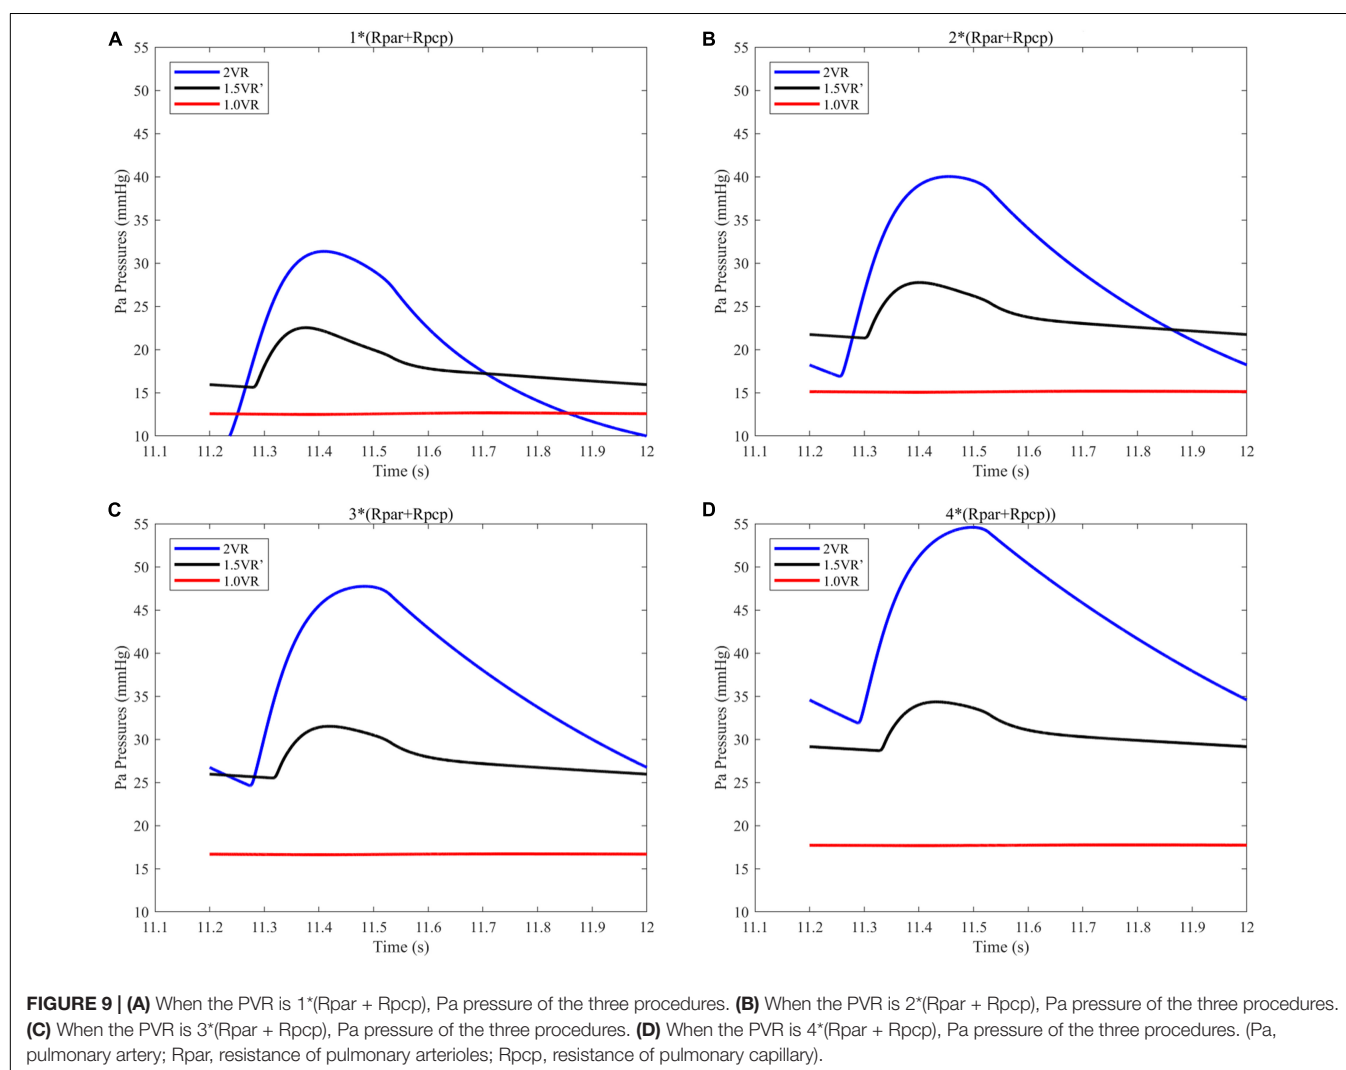 A
1*(Rpar+Rpcp)
55
50
45
40
35
30
25
20
15
10
Pa Pressures (mmHg)
2VR
1.5VR'
1.0VR
11.1 11.2 11.3 11.4 11.5 11.6 11.7 11.8 11.9 12
Time (s)
B
2*(Rpar+Rpcp)
55
50
45
40
35
30
25
20
15
10
Pa Pressures (mmHg)
2VR
1.5VR'
1.0VR
11.1 11.2 11.3 11.4 11.5 11.6 11.7 11.8 11.9 12
Time (s)
C
3*(Rpar+Rpcp)
55
50
45
40
35
30
25
20
15
10
Pa Pressures (mmHg)
2VR
1.5VR'
1.0VR
11.1 11.2 11.3 11.4 11.5 11.6 11.7 11.8 11.9 12
Time (s)
D
4*(Rpar+Rpcp))
55
50
45
40
35
30
25
20
15
10
Pa Pressures (mmHg)
2VR
1.5VR'
1.0VR
11.1 11.2 11.3 11.4 11.5 11.6 11.7 11.8 11.9 12
Time (s)
FIGURE 9 | (A) When the PVR is 1*(Rpar + Rpcp), Pa pressure of the three procedures. (B) When the PVR is 2*(Rpar + Rpcp), Pa pressure of the three procedures.
(C) When the PVR is 3*(Rpar + Rpcp), Pa pressure of the three procedures. (D) When the PVR is 4*(Rpar + Rpcp), Pa pressure of the three procedures. (Pa,
pulmonary artery; Rpar, resistance of pulmonary arterioles; Rpcp, resistance of pulmonary capillary).